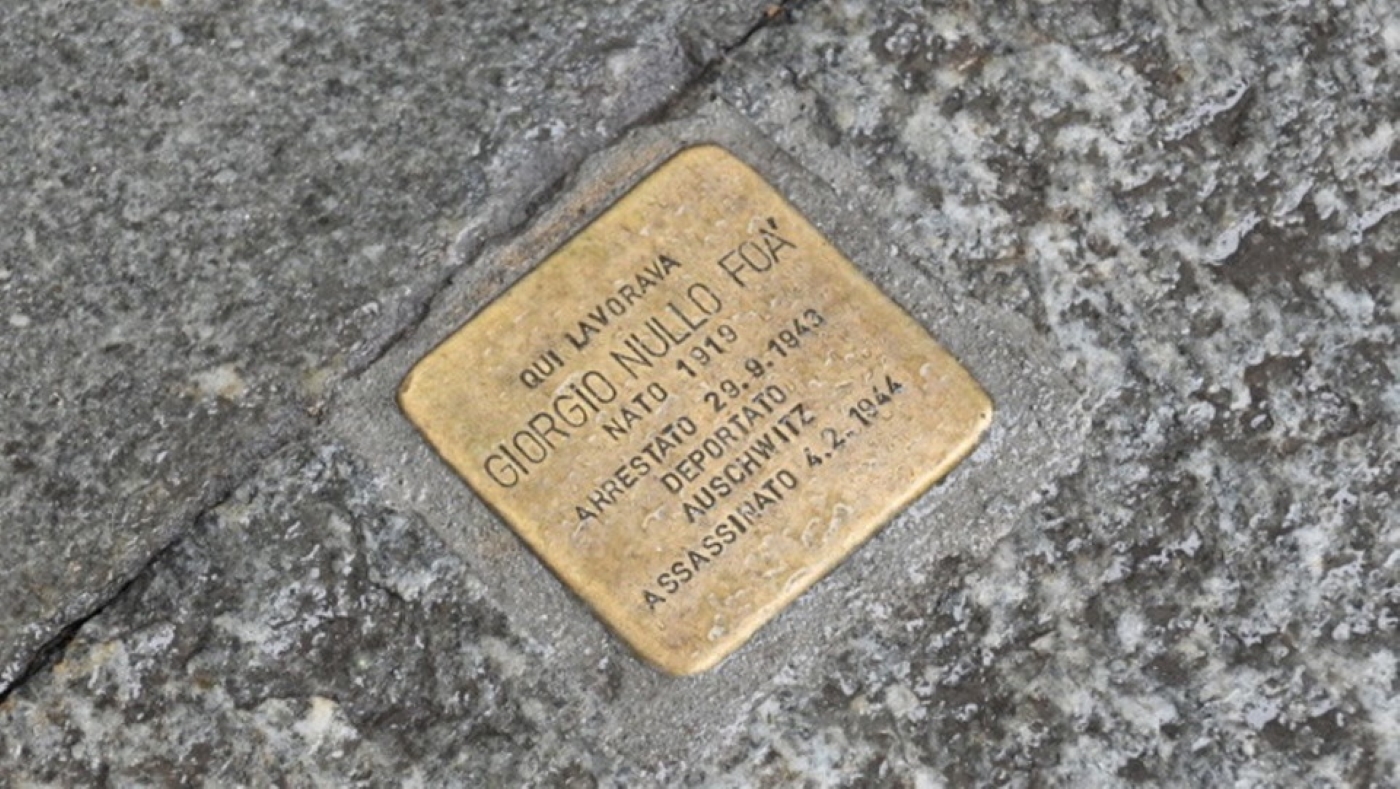 QUI LAVORAVA
GIORGIO NULLO FOA'
NATO 1919
ARRESTATO 29.9.1943
DEPORTATO
AUSCHWITZ
ASSASSINATO 4.2.1944